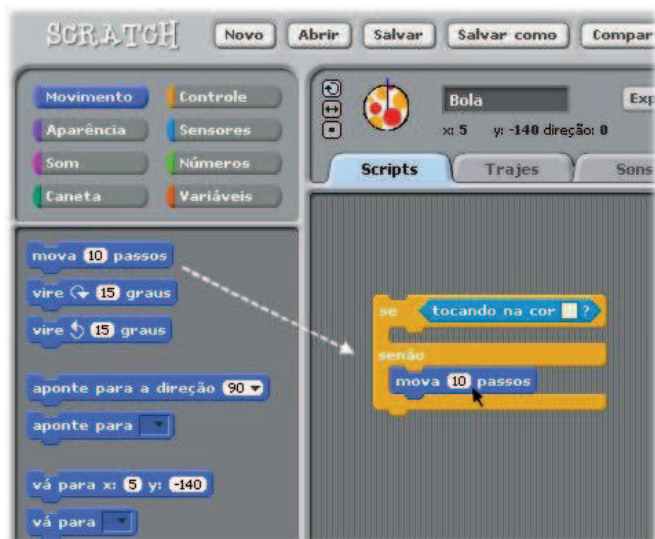 SCRATCH
Novo Abrir Salvar Salvar como Compar
Movimento Controle
Aparência Sensores
Som Números
Caneta Variáveis
Bola
Exp
x: 5 y: -140 direção: 0
Scripts Trajes Sons
mova 10 passos
vire 15 graus
vire 15 graus
aponte para a direção 90
aponte para
vá para x: 5 y: -140
vá para
se tocando na cor ?
senão
mova 10 passos